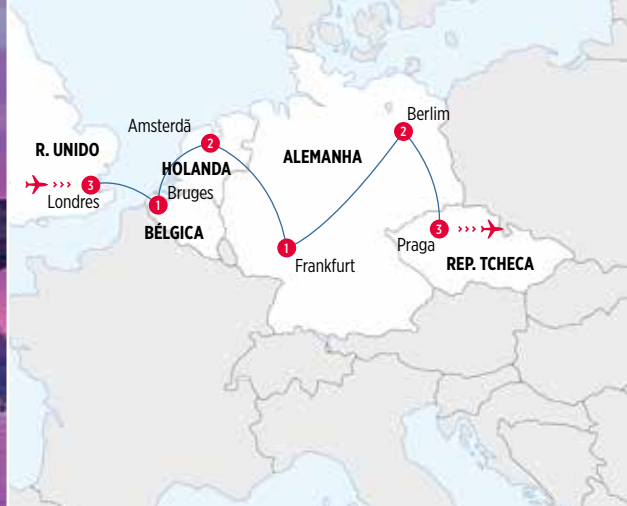 Berlim
2
Amsterdã
2
R. UNIDO
ALEMANHA
HOLANDA
3
Londres
1
Bruges
BÉLGICA
3
Praga
1
Frankfurt
REP. TCHECA